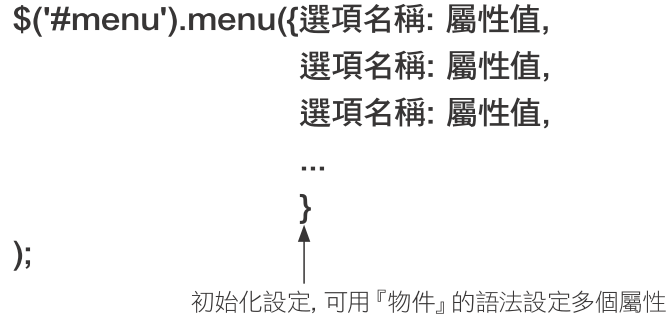 $('#menu').menu({選項名稱: 屬性值,
選項名稱: 屬性值,
選項名稱: 屬性值,
...
}
);
初始化設定, 可用『物件』的語法設定多個屬性